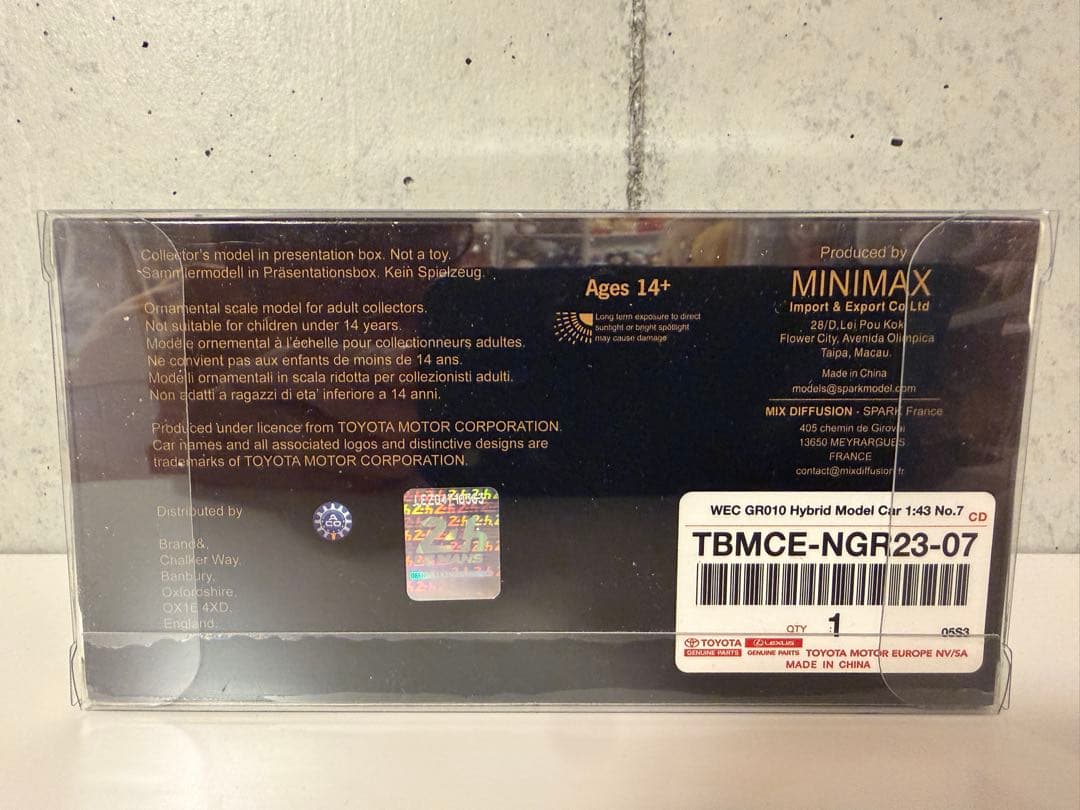 Collector's model in presentation box. Not a toy.
Sammlermodell in Präsentationsbox. Kein Spielzeug.
Ornamental scale model for adult collectors.
Not suitable for children under 14 years.
Modèle ornemental à l'échelle pour collectionneurs adultes.
Ne convient pas aux enfants de moins de 14 ans.
Modelli ornamentali in scala ridotta per collezionisti adulti.
Non adatti a ragazzi di eta' inferiore a 14 anni.
Produced under licence from TOYOTA MOTOR CORPORATION.
Car names and all associated logos and distinctive designs are
trademarks of TOYOTA MOTOR CORPORATION.
Distributed by
Brand&,
Chalker Way.
Banbury,
Oxfordshire.
OX16 4XD.
England.
ACO
24h
LE MANS
Ages 14+
Long term exposure to direct
sunlight or bright spotlight
may cause damage
Produced by
MINIMAX
Import & Export Co Ltd
28/D, Lei Pou Kok
Flower City, Avenida Olimpica
Taipa, Macau.
Made in China
models@sparkmodel.com
MIX DIFFUSION - SPARK France
405 chemin de Giroval
13650 MEYRARGUES
FRANCE
contact@mixdiffusion.fr
WEC GR010 Hybrid Model Car 1:43 No.7
CD
TBMCE-NGR23-07
QTY 1
05S3
TOYOTA LEXUS
GENUINE PARTS GENUINE PARTS TOYOTA MOTOR EUROPE NV/SA
MADE IN CHINA